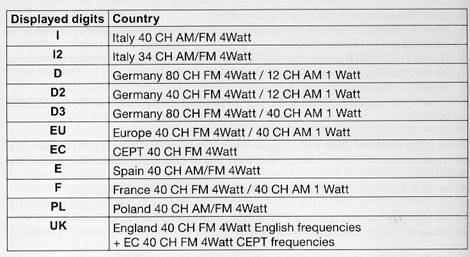 Displayed digits Country
I Italy 40 CH AM/FM 4Watt
I2 Italy 34 CH AM/FM 4Watt
D Germany 80 CH FM 4Watt / 12 CH AM 1 Watt
D2 Germany 40 CH FM 4Watt / 12 CH AM 1 Watt
D3 Germany 80 CH FM 4Watt / 40 CH AM 1 Watt
EU Europe 40 CH FM 4Watt / 40 CH AM 1 Watt
EC CEPT 40 CH FM 4Watt
E Spain 40 CH AM/FM 4Watt
F France 40 CH FM 4Watt / 40 CH AM 1 Watt
PL Poland 40 CH AM/FM 4Watt
UK England 40 CH FM 4Watt English frequencies
+ EC 40 CH FM 4Watt CEPT frequencies